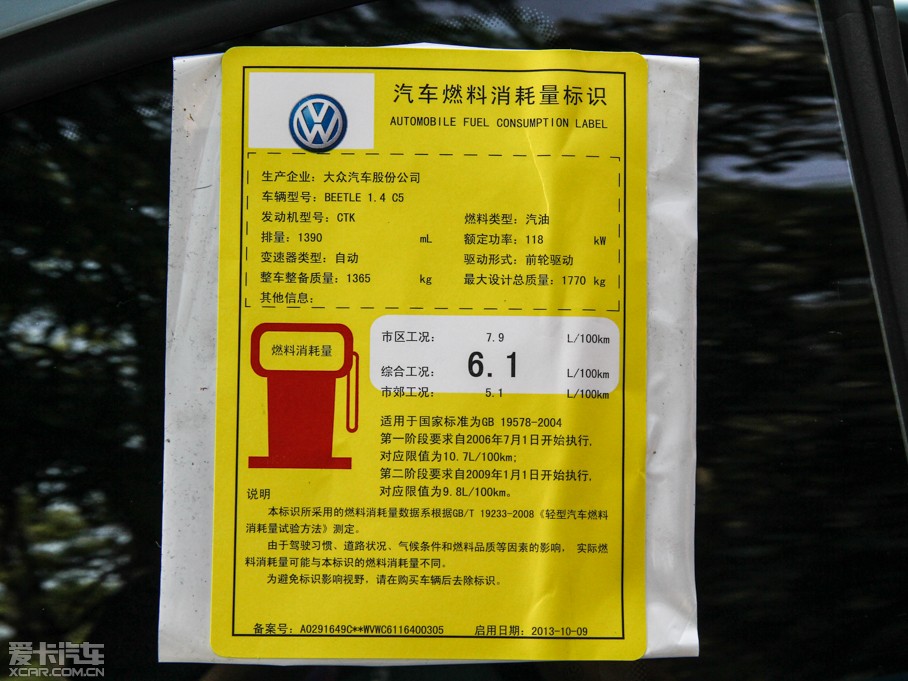 汽车燃料消耗量标识
AUTOMOBILE FUEL CONSUMPTION LABEL
生产企业：大众汽车股份公司
车辆型号：BEETLE 1.4 C5
发动机型号：CTK 燃料类型：汽油
排量：1390 mL 额定功率：118 kW
变速器类型：自动 驱动形式：前轮驱动
整车整备质量：1365 kg 最大设计总质量：1770 kg
其他信息：
燃料消耗量
市区工况： 7.9 L/100km
综合工况： 6.1 L/100km
市郊工况： 5.1 L/100km
适用于国家标准为GB 19578-2004
第一阶段要求自2006年7月1日开始执行，
对应限值为10.7L/100km；
第二阶段要求自2009年1月1日开始执行，
对应限值为9.8L/100km。
说明
本标识所采用的燃料消耗量数据系根据GB/T 19233-2008《轻型汽车燃料
消耗量试验方法》测定。
由于驾驶习惯、道路状况、气候条件和燃料品质等因素的影响， 实际燃
料消耗量可能与本标识的燃料消耗量不同。
为避免标识影响视野，请在购买车辆后去除标识。
备案号：A0291649C**WVWC6116400305 启用日期：2013-10-09
爱卡汽车
XCAR.COM.CN